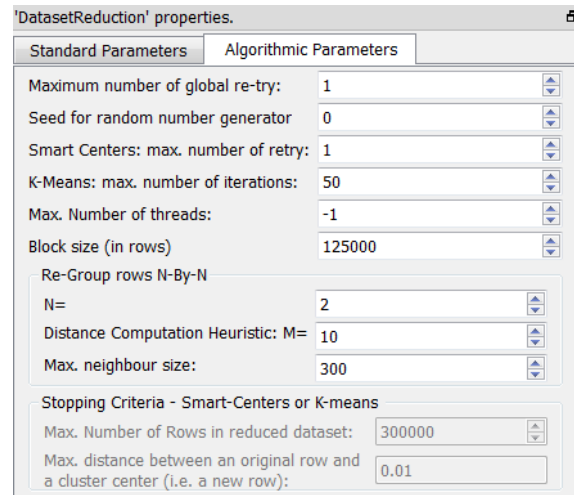 'DatasetReduction' properties.
Standard Parameters
Algorithmic Parameters
Maximum number of global re-try: 1
Seed for random number generator 0
Smart Centers: max. number of retry: 1
K-Means: max. number of iterations: 50
Max. Number of threads: -1
Block size (in rows) 125000
Re-Group rows N-By-N
N= 2
Distance Computation Heuristic: M= 10
Max. neighbour size: 300
Stopping Criteria - Smart-Centers or K-means
Max. Number of Rows in reduced dataset: 300000
Max. distance between an original row and
a cluster center (i.e. a new row): 0.01